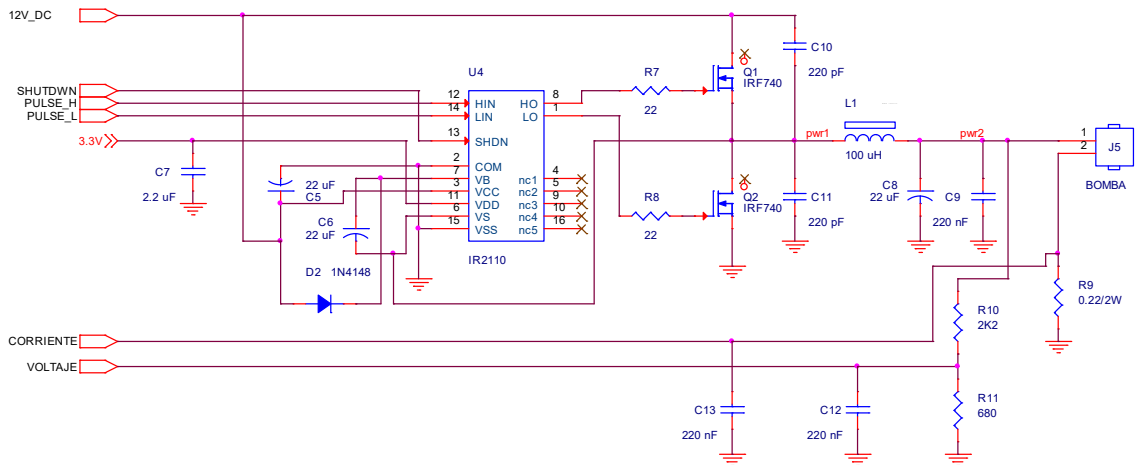 12V_DC
C10
220 pF
U4
Q1
IRF740
R7
22
SHUTDWN
PULSE_H
PULSE_L
12
14
13
HIN
LIN
SHDN
HO
LO
8
1
L1
3.3V
pwr1
100 uH
pwr2
1
2
J5
BOMBA
C7
2.2 uF
22 uF
C5
C6
22 uF
2
7
3
11
6
15
COM
VB
VCC
VDD
VS
VSS
nc1
nc2
nc3
nc4
nc5
4
5
9
10
16
IR2110
R8
22
Q2
IRF740
C11
220 pF
C8
22 uF
C9
220 nF
D2
1N4148
R9
0.22/2W
R10
2K2
CORRIENTE
VOLTAJE
C13
220 nF
C12
220 nF
R11
680